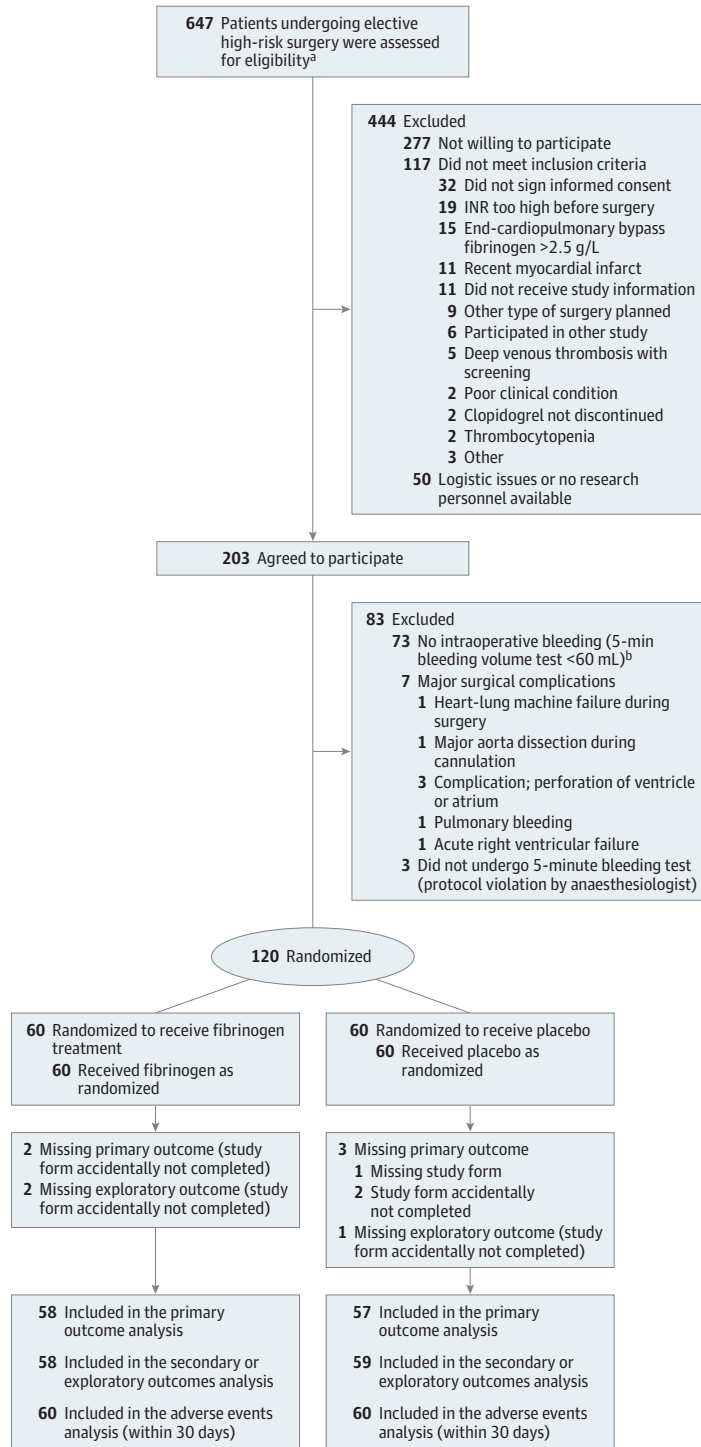 647 Patients undergoing elective
high-risk surgery were assessed
for eligibilityᵃ
444 Excluded
277 Not willing to participate
117 Did not meet inclusion criteria
32 Did not sign informed consent
19 INR too high before surgery
15 End-cardiopulmonary bypass
fibrinogen >2.5 g/L
11 Recent myocardial infarct
11 Did not receive study information
9 Other type of surgery planned
6 Participated in other study
5 Deep venous thrombosis with
screening
2 Poor clinical condition
2 Clopidogrel not discontinued
2 Thrombocytopenia
3 Other
50 Logistic issues or no research
personnel available
203 Agreed to participate
83 Excluded
73 No intraoperative bleeding (5-min
bleeding volume test <60 mL)ᵇ
7 Major surgical complications
1 Heart-lung machine failure during
surgery
1 Major aorta dissection during
cannulation
3 Complication; perforation of ventricle
or atrium
1 Pulmonary bleeding
1 Acute right ventricular failure
3 Did not undergo 5-minute bleeding test
(protocol violation by anaesthesiologist)
120 Randomized
60 Randomized to receive fibrinogen
treatment
60 Received fibrinogen as
randomized
60 Randomized to receive placebo
60 Received placebo as
randomized
2 Missing primary outcome (study
form accidentally not completed)
2 Missing exploratory outcome (study
form accidentally not completed)
3 Missing primary outcome
1 Missing study form
2 Study form accidentally
not completed
1 Missing exploratory outcome (study
form accidentally not completed)
58 Included in the primary
outcome analysis
58 Included in the secondary or
exploratory outcomes analysis
60 Included in the adverse events
analysis (within 30 days)
57 Included in the primary
outcome analysis
59 Included in the secondary or
exploratory outcomes analysis
60 Included in the adverse events
analysis (within 30 days)